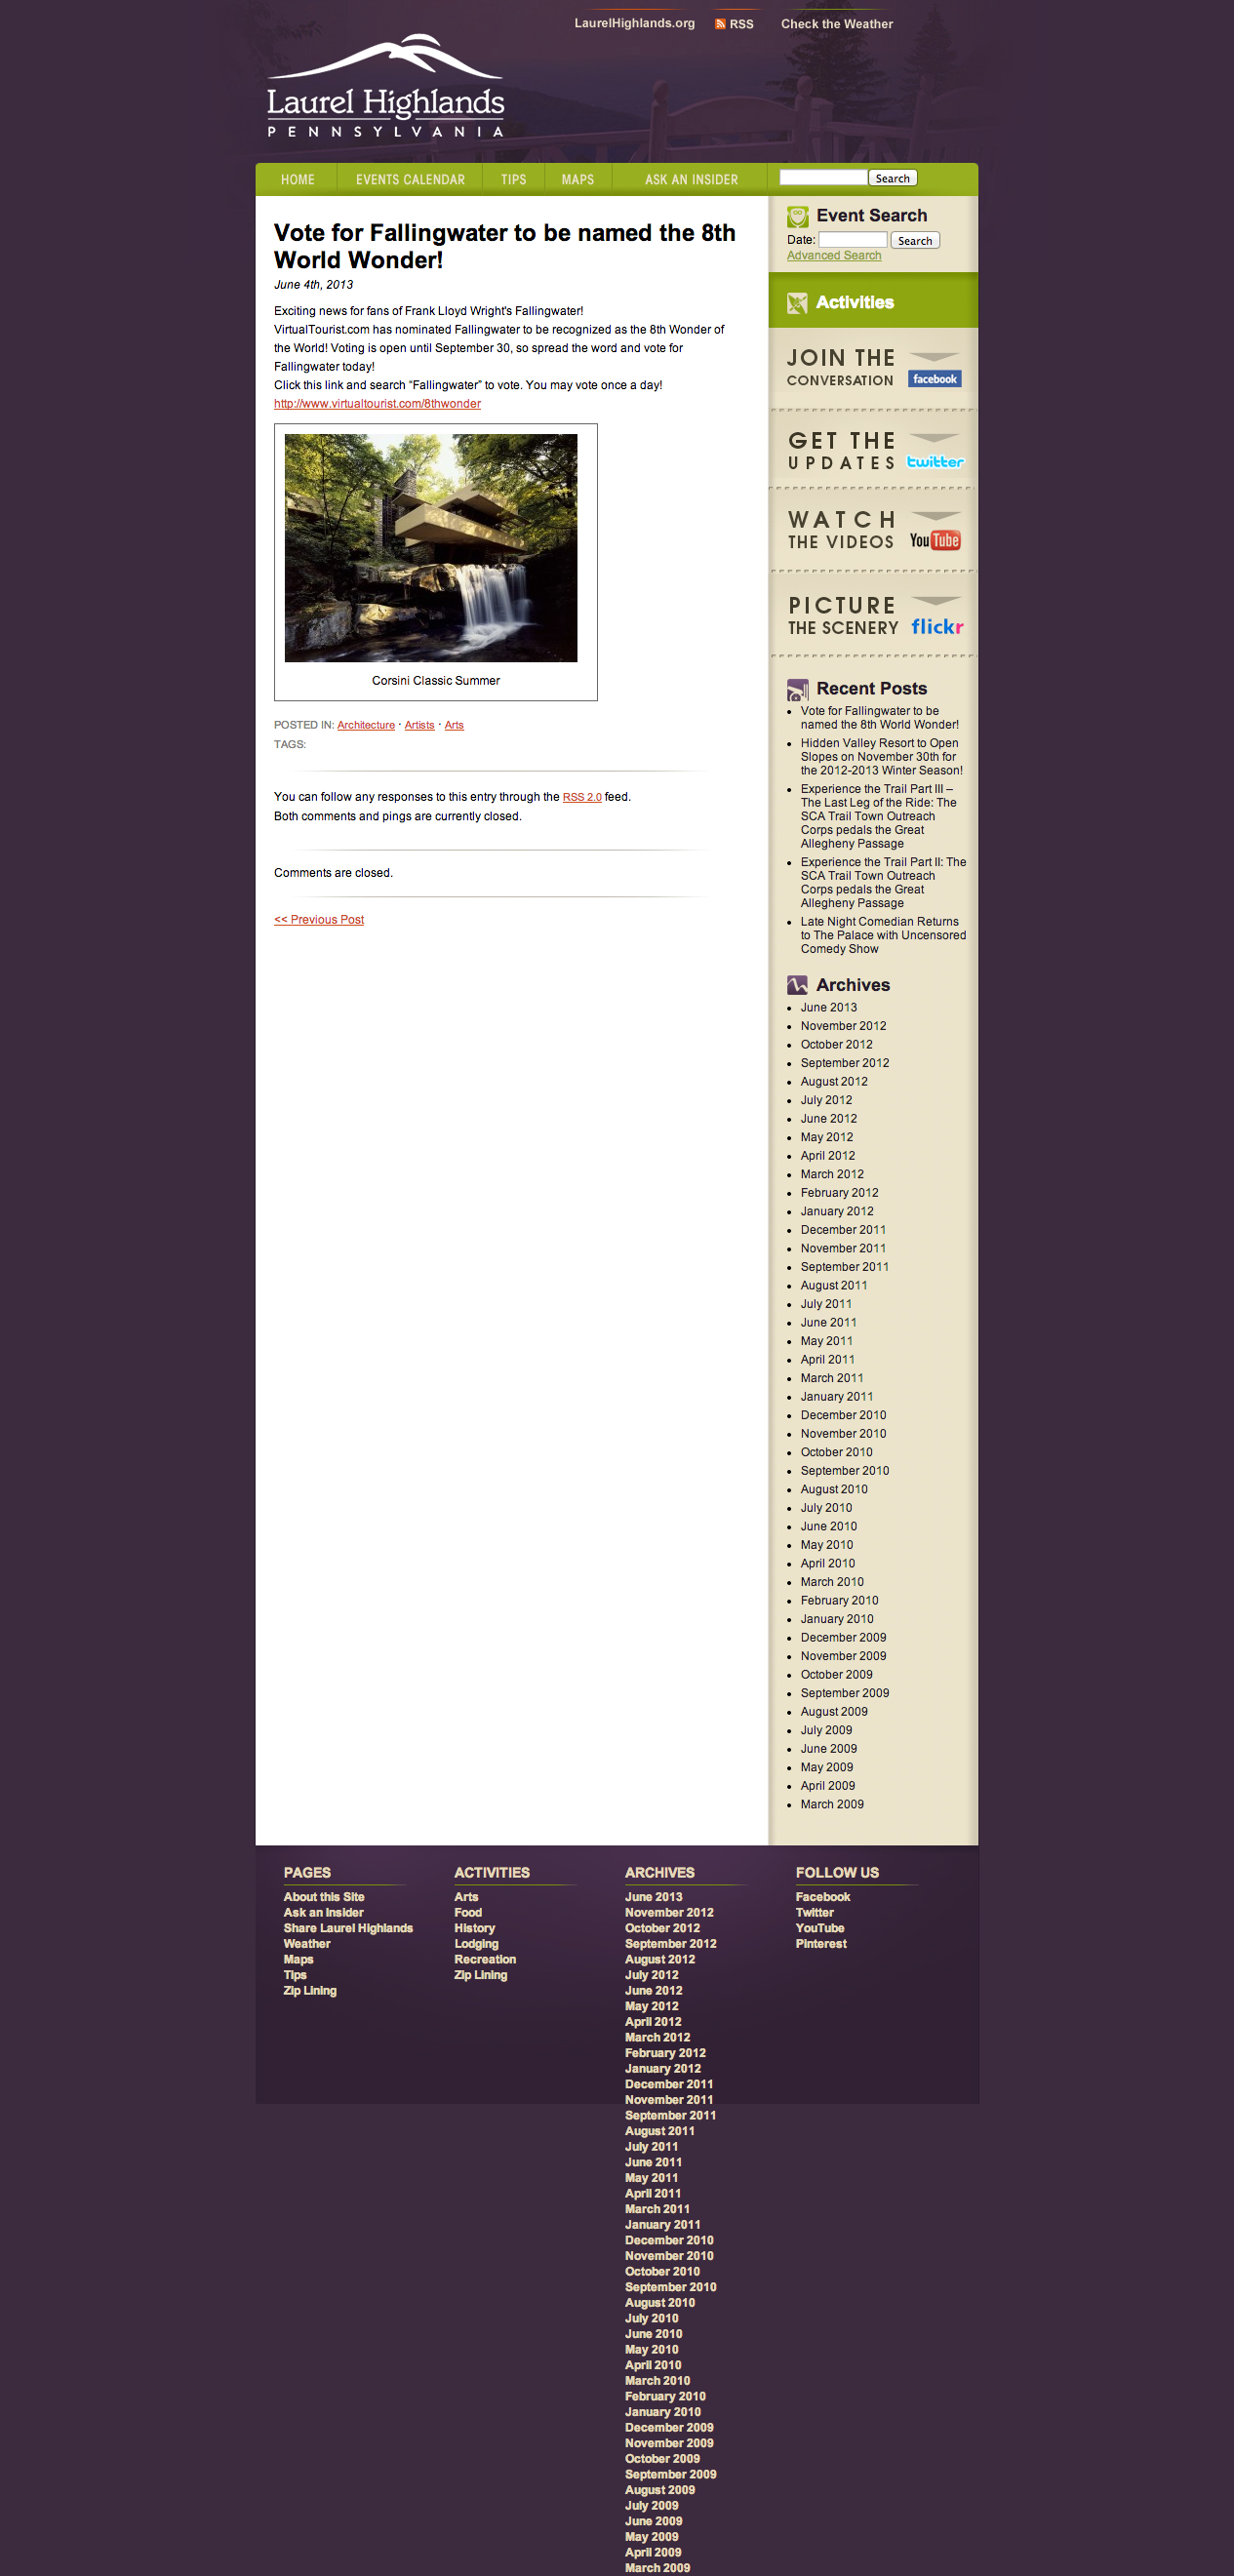 LaurelHighlands.org
RSS
Check the Weather
Laurel Highlands
PENNSYLVANIA
HOME
EVENTS CALENDAR
TIPS
MAPS
ASK AN INSIDER
Search
Vote for Fallingwater to be named the 8th
World Wonder!
June 4th, 2013
Exciting news for fans of Frank Lloyd Wright's Fallingwater!
VirtualTourist.com has nominated Fallingwater to be recognized as the 8th Wonder of
the World! Voting is open until September 30, so spread the word and vote for
Fallingwater today!
Click this link and search “Fallingwater” to vote. You may vote once a day!
http://www.virtualtourist.com/8thwonder
Corsini Classic Summer
POSTED IN: Architecture · Artists · Arts
TAGS:
You can follow any responses to this entry through the RSS 2.0 feed.
Both comments and pings are currently closed.
Comments are closed.
<< Previous Post
Event Search
Date: Search
Advanced Search
Activities
JOIN THE
CONVERSATION facebook
GET THE
UPDATES twitter
WATCH
THE VIDEOS YouTube
PICTURE
THE SCENERY flickr
Recent Posts
Vote for Fallingwater to be
named the 8th World Wonder!
Hidden Valley Resort to Open
Slopes on November 30th for
the 2012-2013 Winter Season!
Experience the Trail Part III –
The Last Leg of the Ride: The
SCA Trail Town Outreach
Corps pedals the Great
Allegheny Passage
Experience the Trail Part II: The
SCA Trail Town Outreach
Corps pedals the Great
Allegheny Passage
Late Night Comedian Returns
to The Palace with Uncensored
Comedy Show
Archives
June 2013
November 2012
October 2012
September 2012
August 2012
July 2012
June 2012
May 2012
April 2012
March 2012
February 2012
January 2012
December 2011
November 2011
September 2011
August 2011
July 2011
June 2011
May 2011
April 2011
March 2011
January 2011
December 2010
November 2010
October 2010
September 2010
August 2010
July 2010
June 2010
May 2010
April 2010
March 2010
February 2010
January 2010
December 2009
November 2009
October 2009
September 2009
August 2009
July 2009
June 2009
May 2009
April 2009
March 2009
PAGES
About this Site
Ask an Insider
Share Laurel Highlands
Weather
Maps
Tips
Zip Lining
ACTIVITIES
Arts
Food
History
Lodging
Recreation
Zip Lining
ARCHIVES
June 2013
November 2012
October 2012
September 2012
August 2012
July 2012
June 2012
May 2012
April 2012
March 2012
February 2012
January 2012
December 2011
November 2011
September 2011
August 2011
July 2011
June 2011
May 2011
April 2011
March 2011
January 2011
December 2010
November 2010
October 2010
September 2010
August 2010
July 2010
June 2010
May 2010
April 2010
March 2010
February 2010
January 2010
December 2009
November 2009
October 2009
September 2009
August 2009
July 2009
June 2009
May 2009
April 2009
March 2009
FOLLOW US
Facebook
Twitter
YouTube
Pinterest